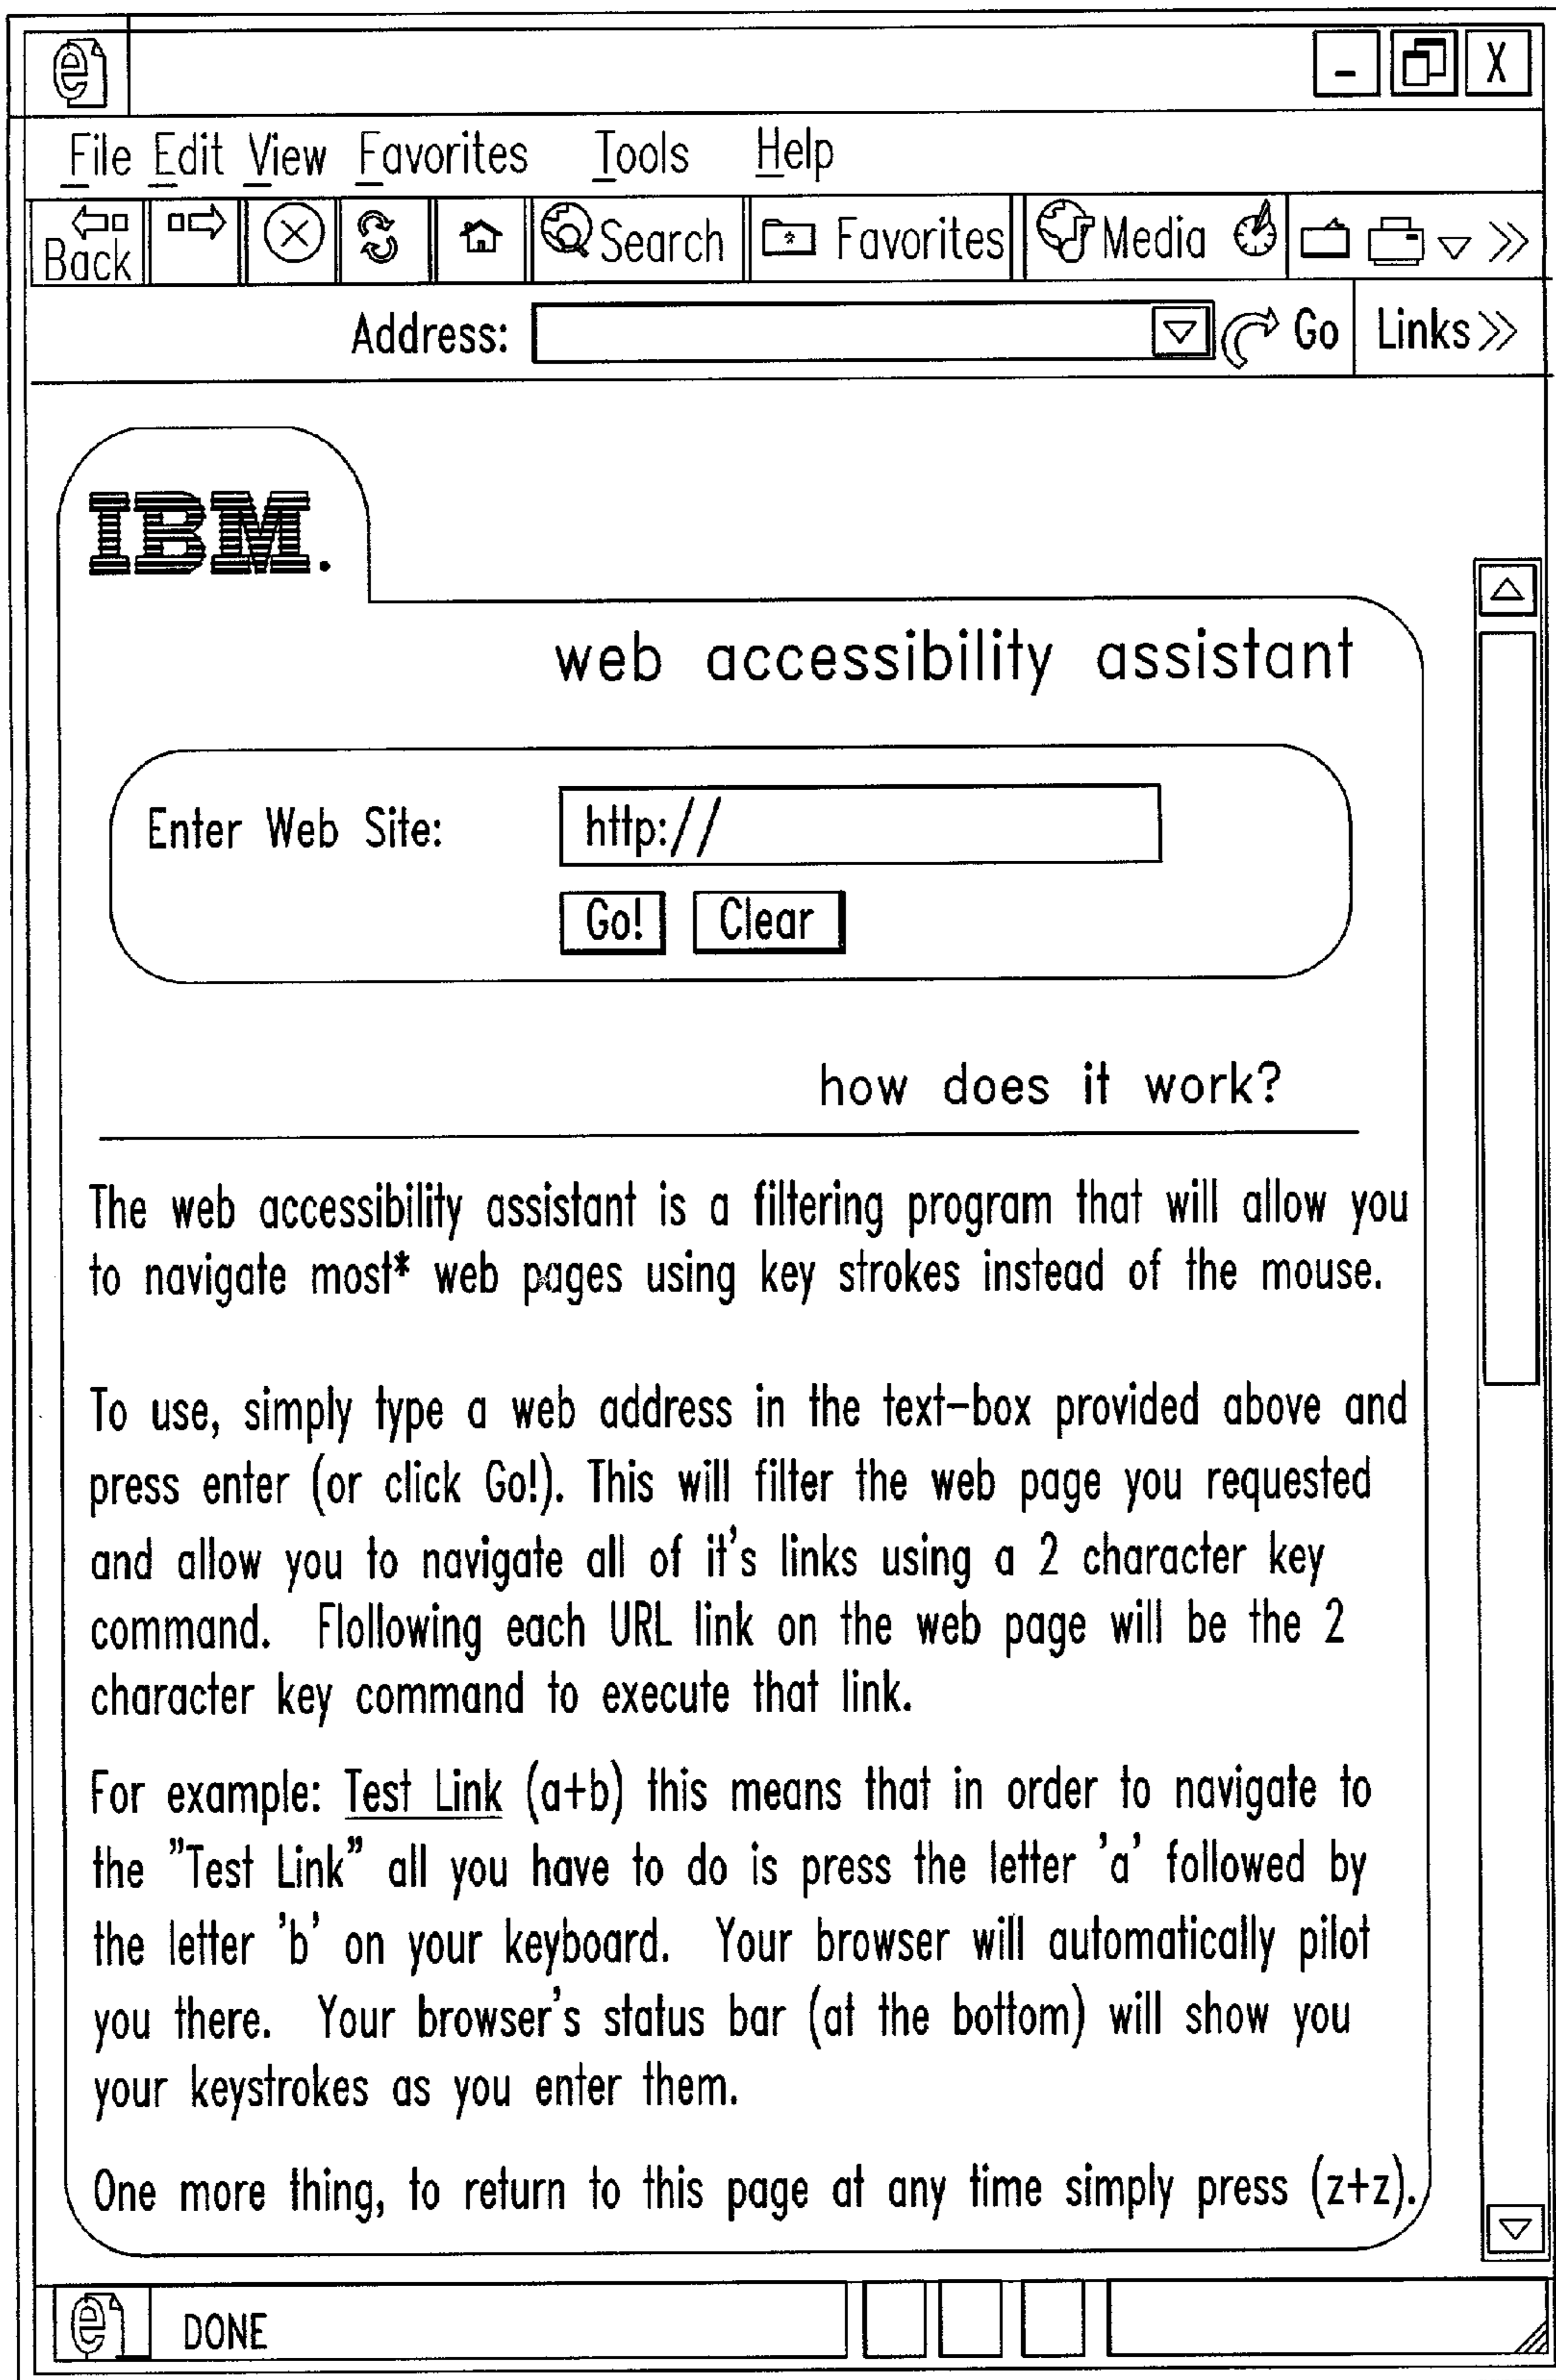 - X
File Edit View Favorites Tools Help
Back Search Favorites Media
Address: Go Links
IBM.
web accessibility assistant
Enter Web Site: http://
Go! Clear
how does it work?
The web accessibility assistant is a filtering program that will allow you
to navigate most* web pages using key strokes instead of the mouse.
To use, simply type a web address in the text-box provided above and
press enter (or click Go!). This will filter the web page you requested
and allow you to navigate all of it's links using a 2 character key
command. Flollowing each URL link on the web page will be the 2
character key command to execute that link.
For example: Test Link (a+b) this means that in order to navigate to
the "Test Link" all you have to do is press the letter 'a' followed by
the letter 'b' on your keyboard. Your browser will automatically pilot
you there. Your browser's status bar (at the bottom) will show you
your keystrokes as you enter them.
One more thing, to return to this page at any time simply press (z+z).
DONE